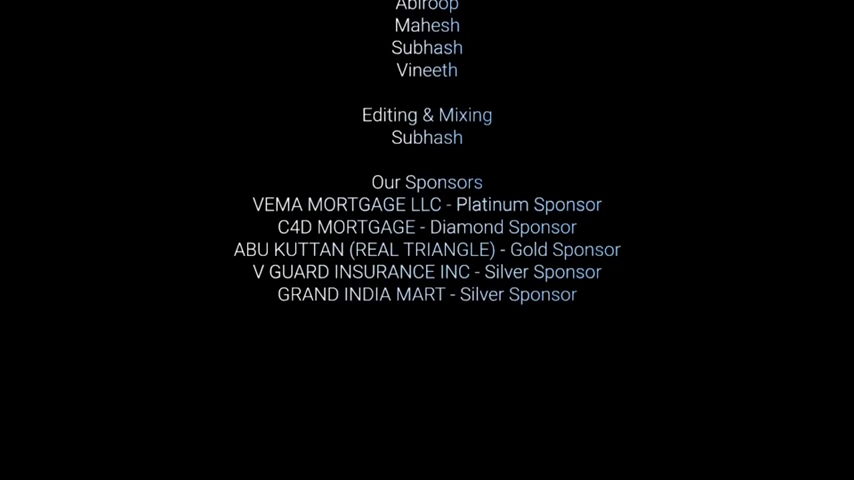 Abiroop
Mahesh
Subhash
Vineeth
Editing & Mixing
Subhash
Our Sponsors
VEMA MORTGAGE LLC - Platinum Sponsor
C4D MORTGAGE - Diamond Sponsor
ABU KUTTAN (REAL TRIANGLE) - Gold Sponsor
V GUARD INSURANCE INC - Silver Sponsor
GRAND INDIA MART - Silver Sponsor